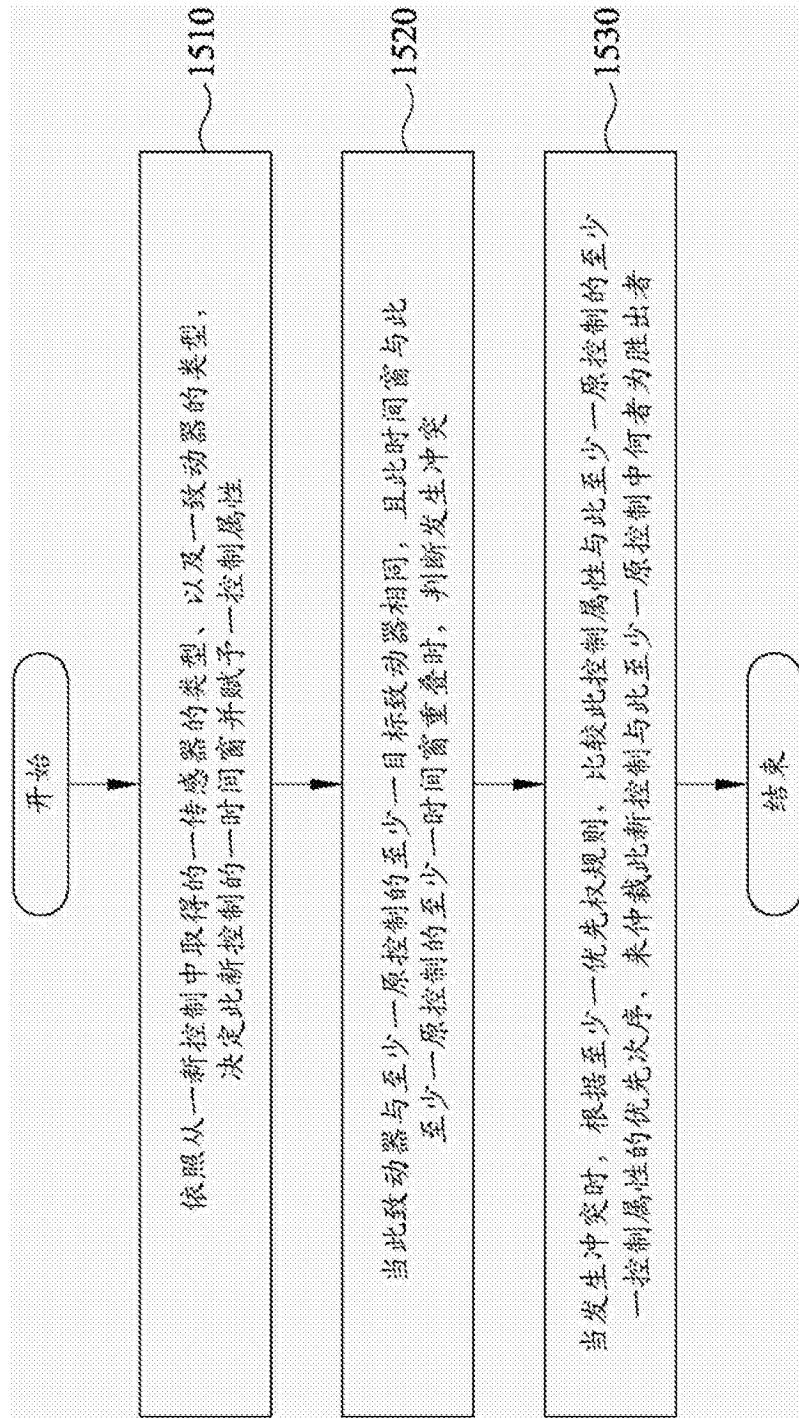 开始
依照从一新控制中取得的一传感器的类型、以及一致动器的类型，
决定此新控制的一时间窗并赋予一控制属性
1510
当此致动器与至少一原控制的至少一目标致动器相同，且此时间窗与此
至少一原控制的至少一时间窗重叠时，判断发生冲突
1520
当发生冲突时，根据至少一优先权规则，比较此控制属性与此至少一原控制的至少
一控制属性的优先次序，来仲裁此新控制与此至少一原控制中何者为胜出者
1530
结束